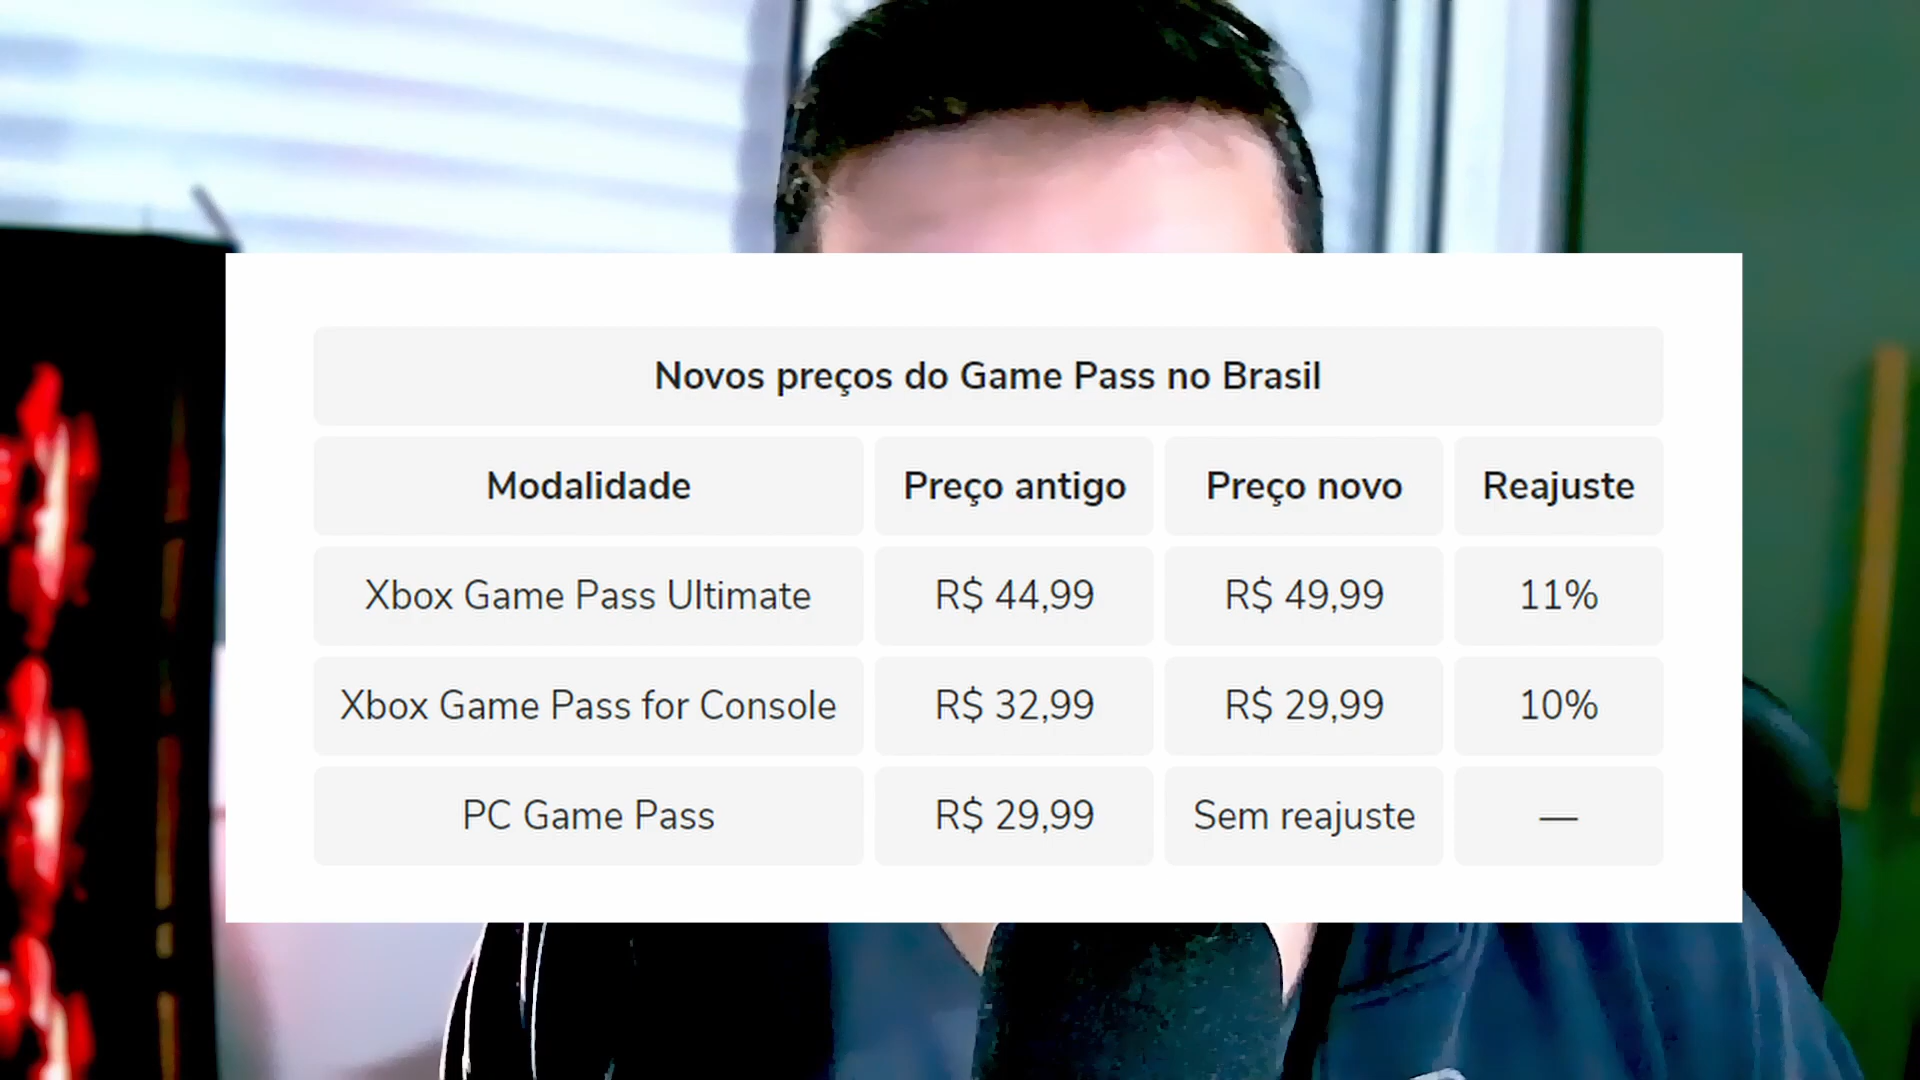 Novos preços do Game Pass no Brasil
Modalidade Preço antigo Preço novo Reajuste
Xbox Game Pass Ultimate R$ 44,99 R$ 49,99 11%
Xbox Game Pass for Console R$ 32,99 R$ 29,99 10%
PC Game Pass R$ 29,99 Sem reajuste —